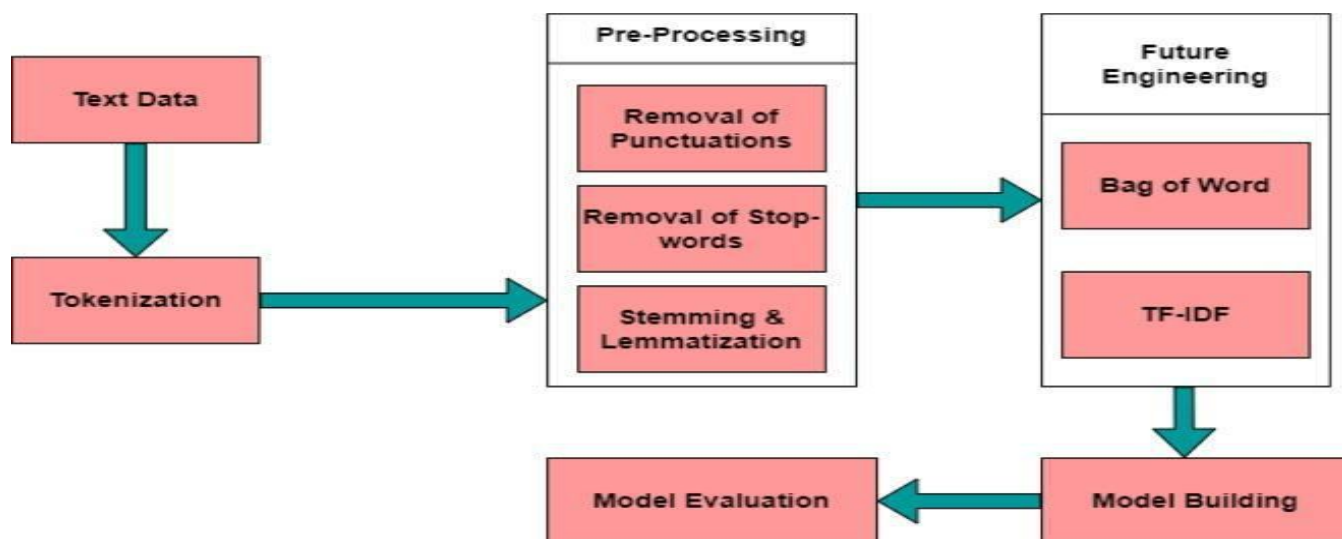 Text Data
Tokenization
Pre-Processing
Removal of
Punctuations
Removal of Stop-
words
Stemming &
Lemmatization
Future
Engineering
Bag of Word
TF-IDF
Model Building
Model Evaluation